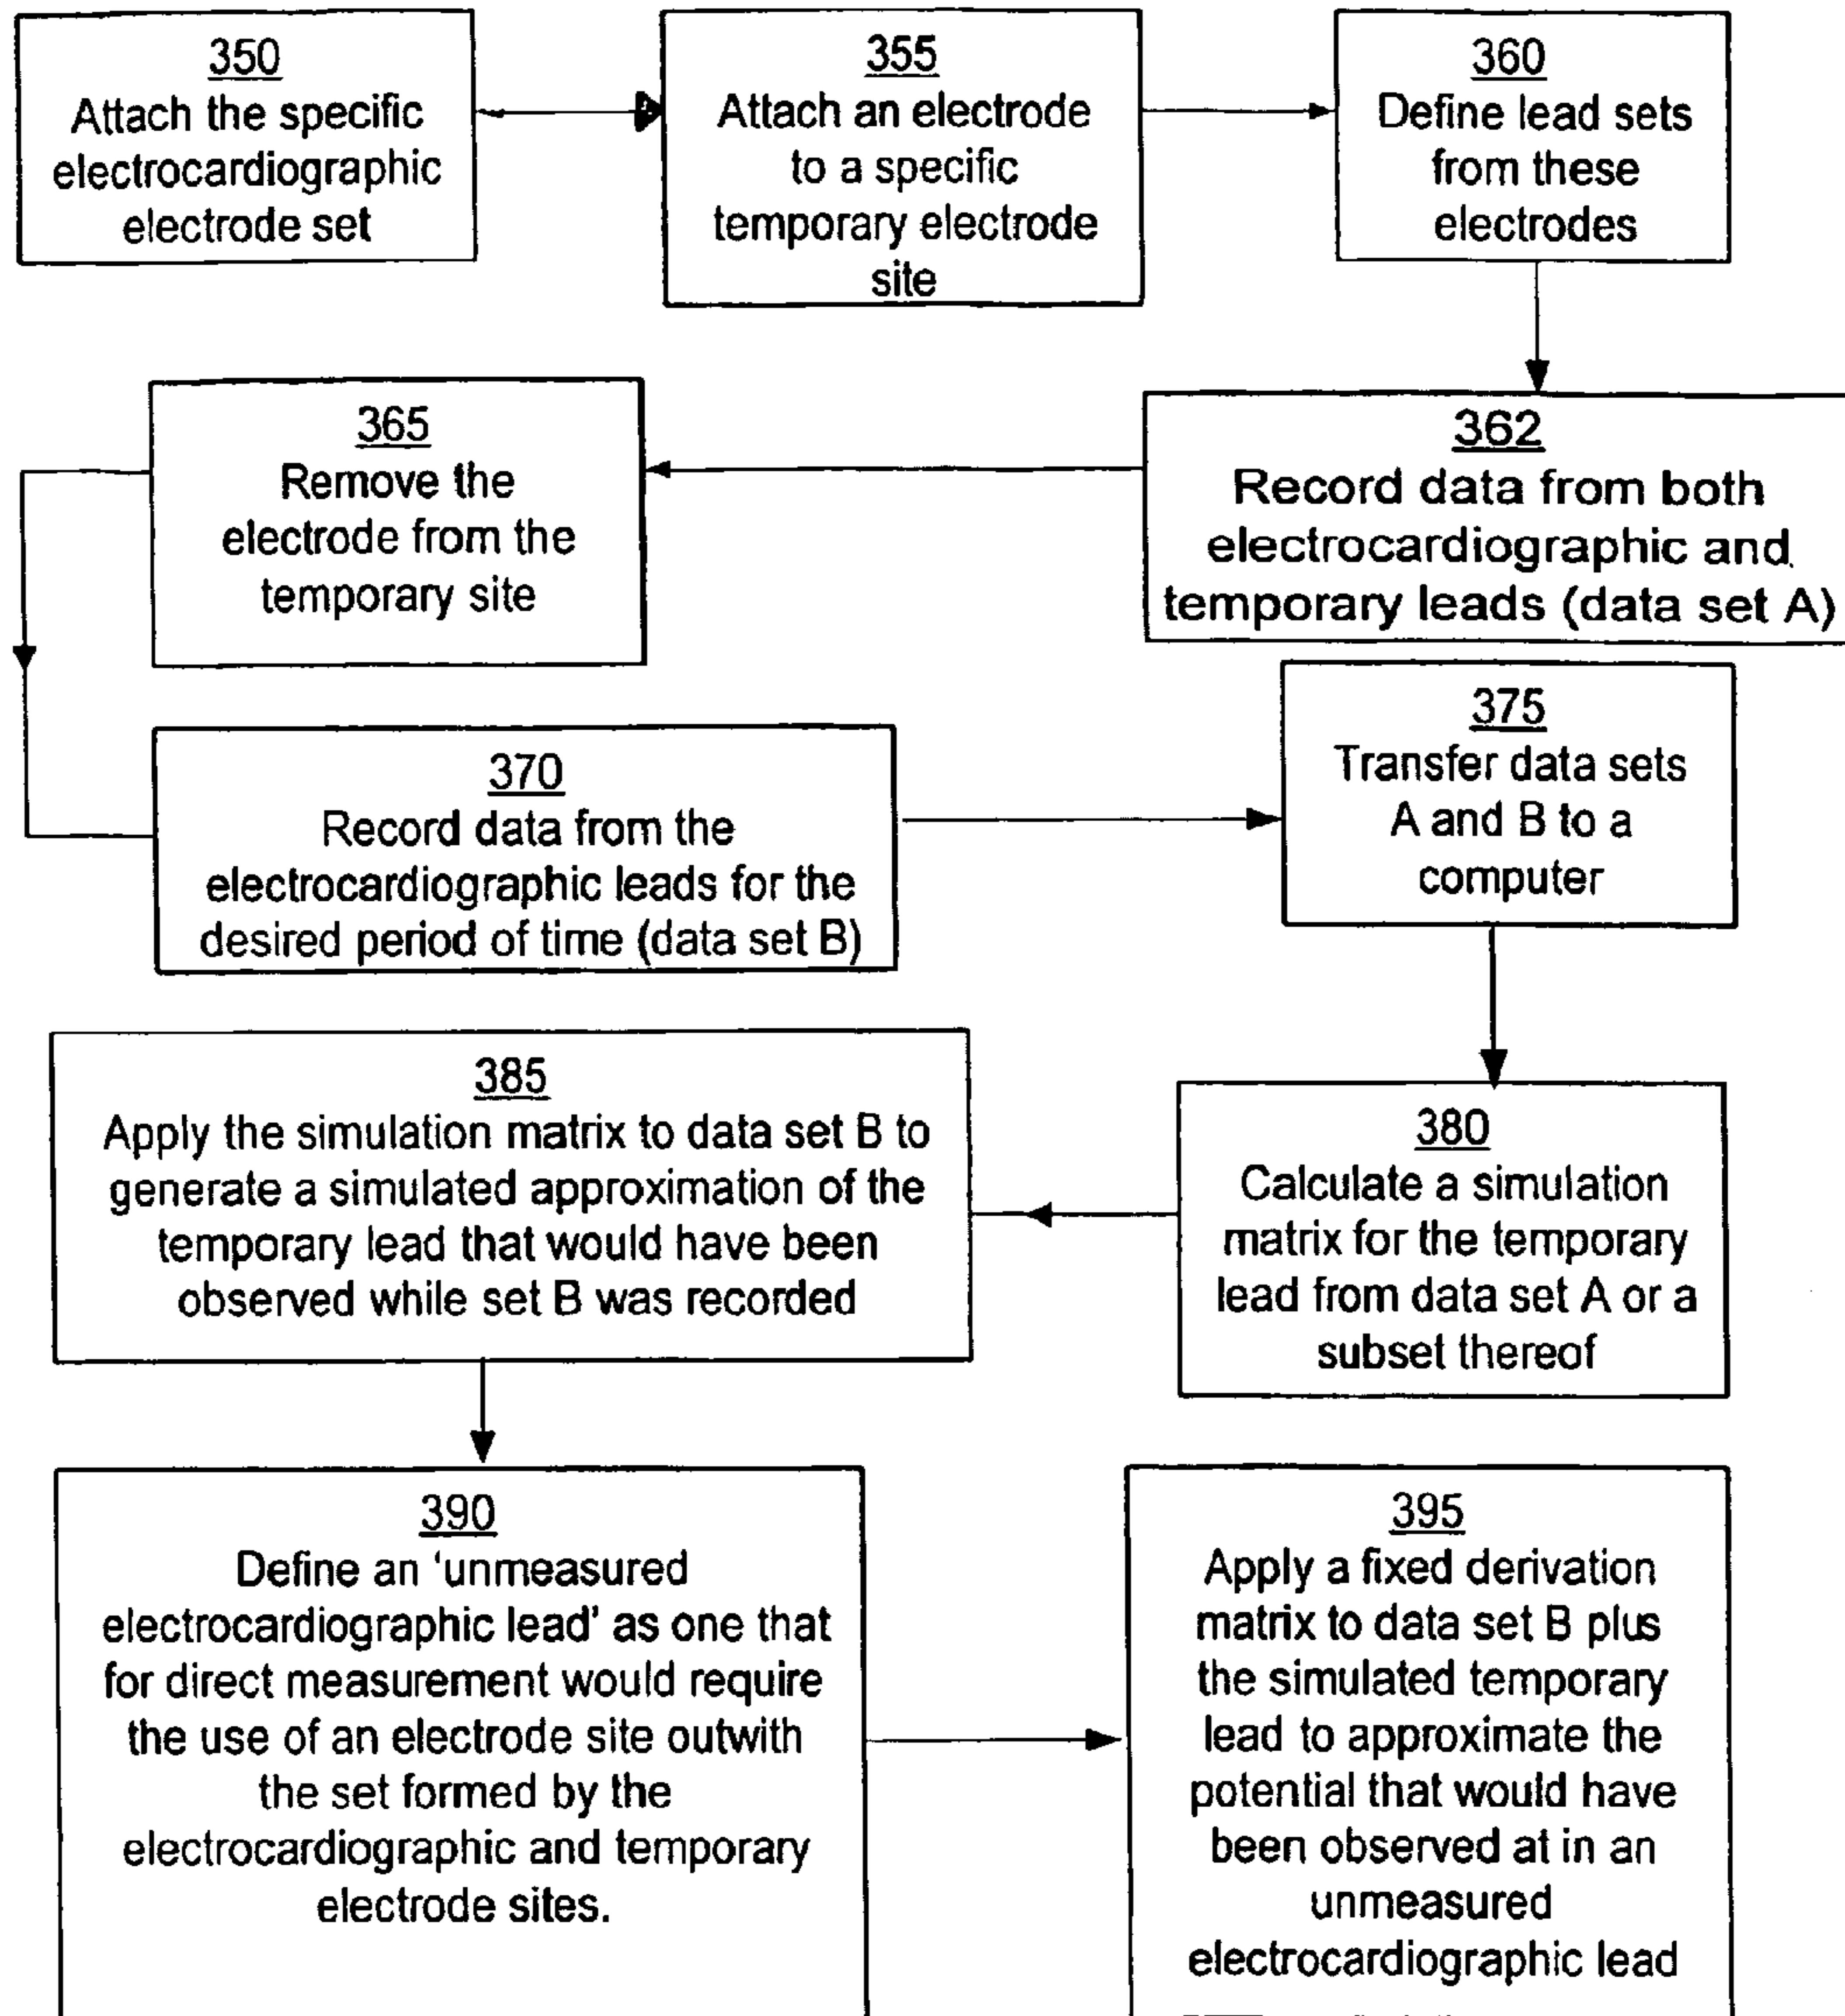 350
Attach the specific
electrocardiographic
electrode set
355
Attach an electrode
to a specific
temporary electrode
site
360
Define lead sets
from these
electrodes
362
Record data from both
electrocardiographic and
temporary leads (data set A)
365
Remove the
electrode from the
temporary site
370
Record data from the
electrocardiographic leads for the
desired period of time (data set B)
375
Transfer data sets
A and B to a
computer
380
Calculate a simulation
matrix for the temporary
lead from data set A or a
subset thereof
385
Apply the simulation matrix to data set B to
generate a simulated approximation of the
temporary lead that would have been
observed while set B was recorded
390
Define an ‘unmeasured
electrocardiographic lead’ as one that
for direct measurement would require
the use of an electrode site outwith
the set formed by the
electrocardiographic and temporary
electrode sites.
395
Apply a fixed derivation
matrix to data set B plus
the simulated temporary
lead to approximate the
potential that would have
been observed at in an
unmeasured
electrocardiographic lead